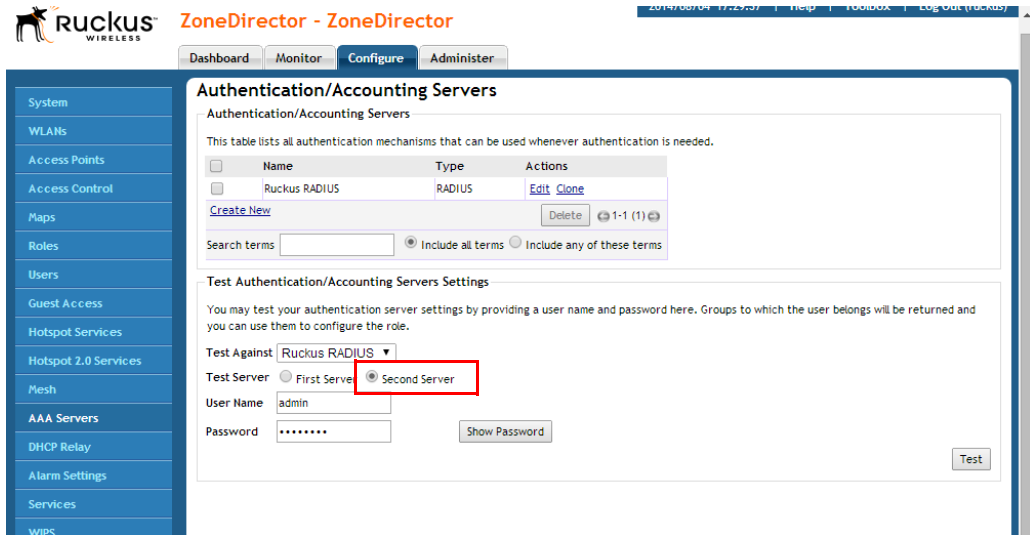 2014/08/04 17:29:57 | Help | Toolbox | Log Out (ruckus)
Ruckus
WIRELESS
ZoneDirector - ZoneDirector
Dashboard Monitor Configure Administer
System
WLANs
Access Points
Access Control
Maps
Roles
Users
Guest Access
Hotspot Services
Hotspot 2.0 Services
Mesh
AAA Servers
DHCP Relay
Alarm Settings
Services
WIPS
Authentication/Accounting Servers
Authentication/Accounting Servers
This table lists all authentication mechanisms that can be used whenever authentication is needed.
Name Type Actions
Ruckus RADIUS RADIUS Edit Clone
Create New Delete 1-1 (1)
Search terms Include all terms Include any of these terms
Test Authentication/Accounting Servers Settings
You may test your authentication server settings by providing a user name and password here. Groups to which the user belongs will be returned and
you can use them to configure the role.
Test Against Ruckus RADIUS
Test Server First Server Second Server
User Name admin
Password •••••••• Show Password
Test